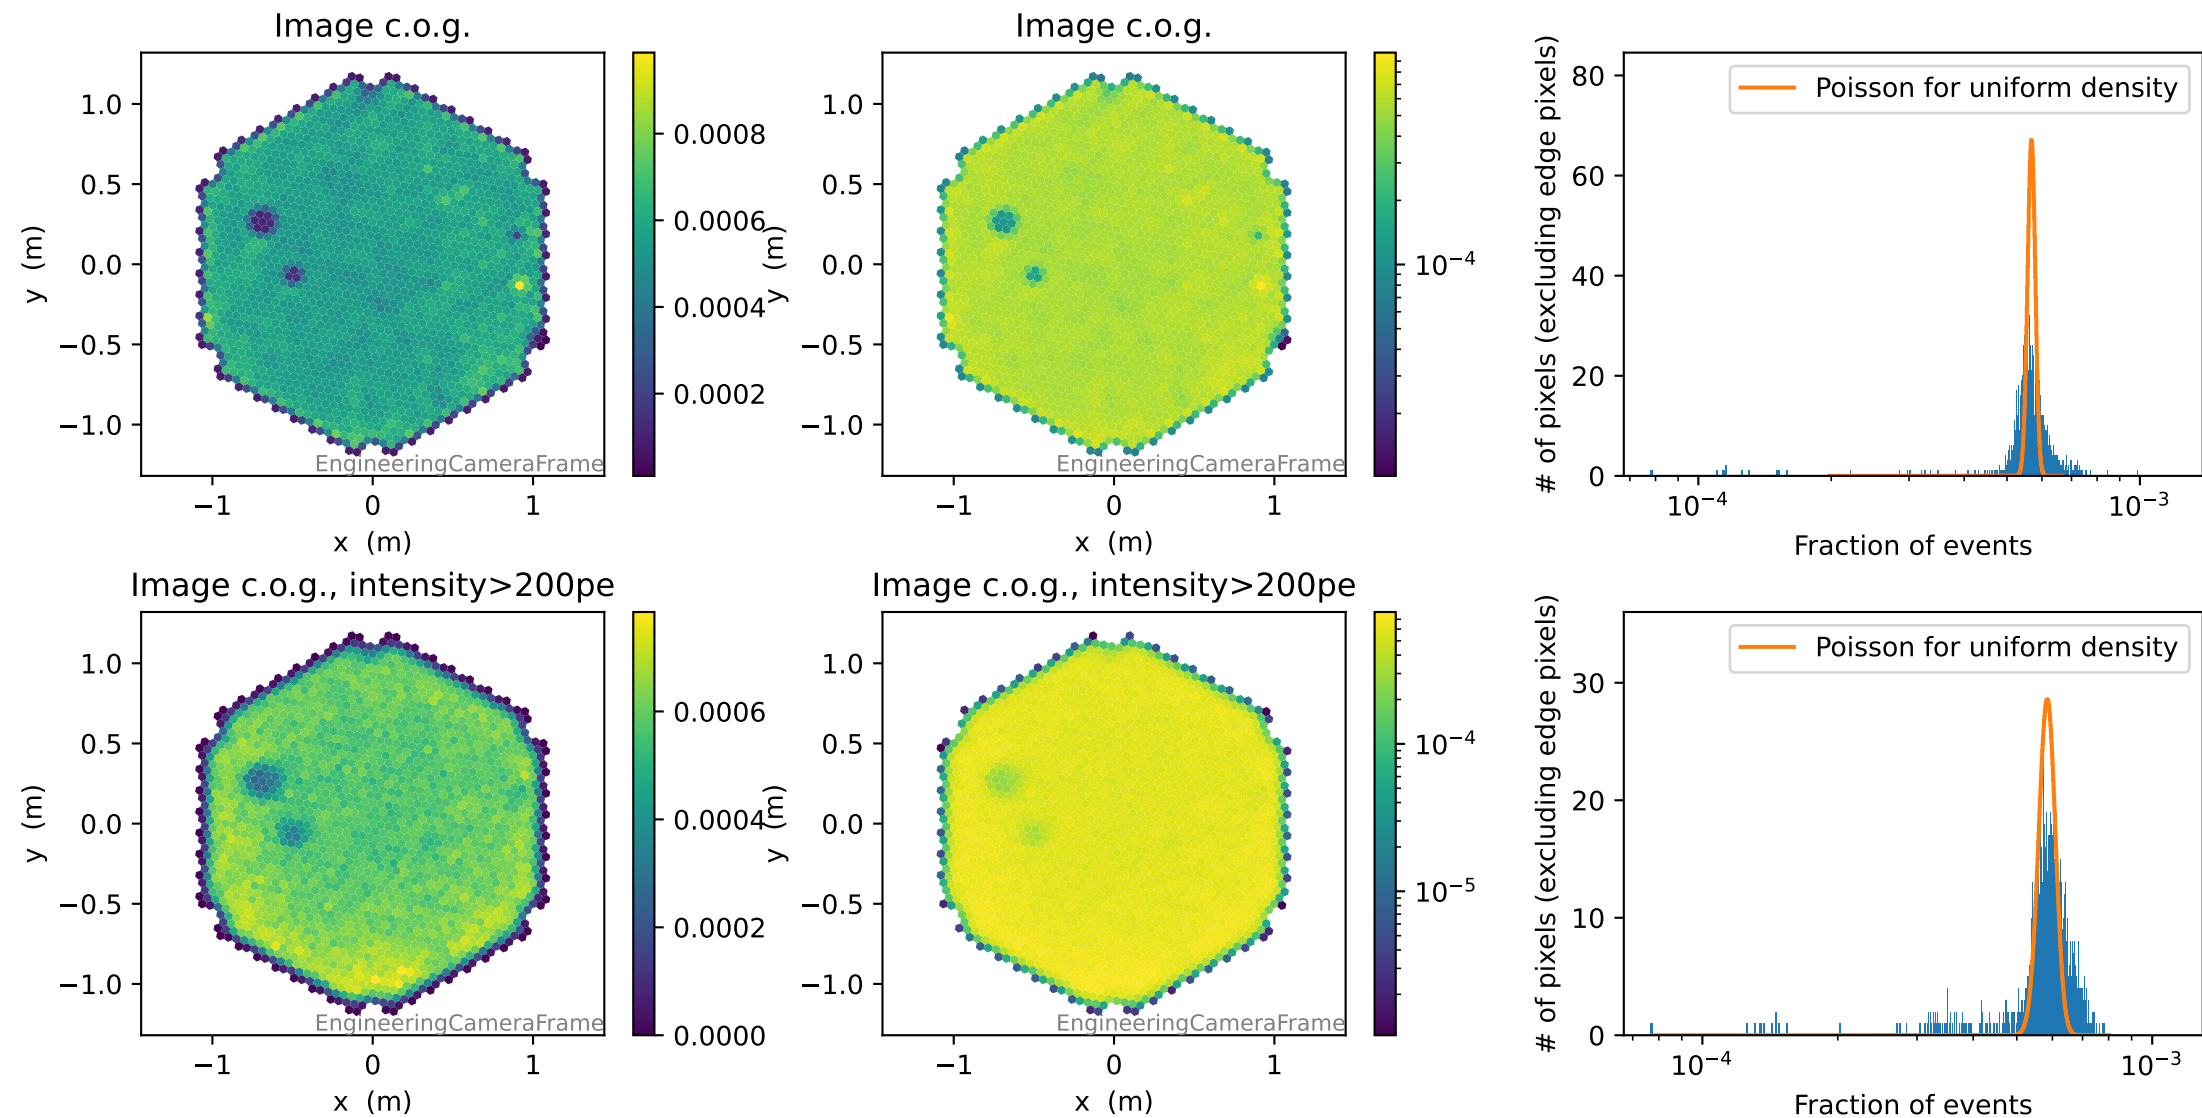 Image c.o.g.
1.0
0.5
0.0
−0.5
−1.0
−1
0
1
y (m)
x (m)
EngineeringCameraFrame
0.0008
0.0006
0.0004
0.0002
Image c.o.g.
1.0
0.5
0.0
−0.5
−1.0
−1
0
1
y (m)
x (m)
EngineeringCameraFrame
10⁻⁴
80
60
40
20
0
# of pixels (excluding edge pixels)
Poisson for uniform density
10⁻⁴
10⁻³
Fraction of events
Image c.o.g., intensity>200pe
1.0
0.5
0.0
−0.5
−1.0
−1
0
1
y (m)
x (m)
EngineeringCameraFrame
0.0006
0.0004
0.0002
0.0000
Image c.o.g., intensity>200pe
1.0
0.5
0.0
−0.5
−1.0
−1
0
1
y (m)
x (m)
EngineeringCameraFrame
10⁻⁴
10⁻⁵
30
20
10
0
# of pixels (excluding edge pixels)
Poisson for uniform density
10⁻⁴
10⁻³
Fraction of events